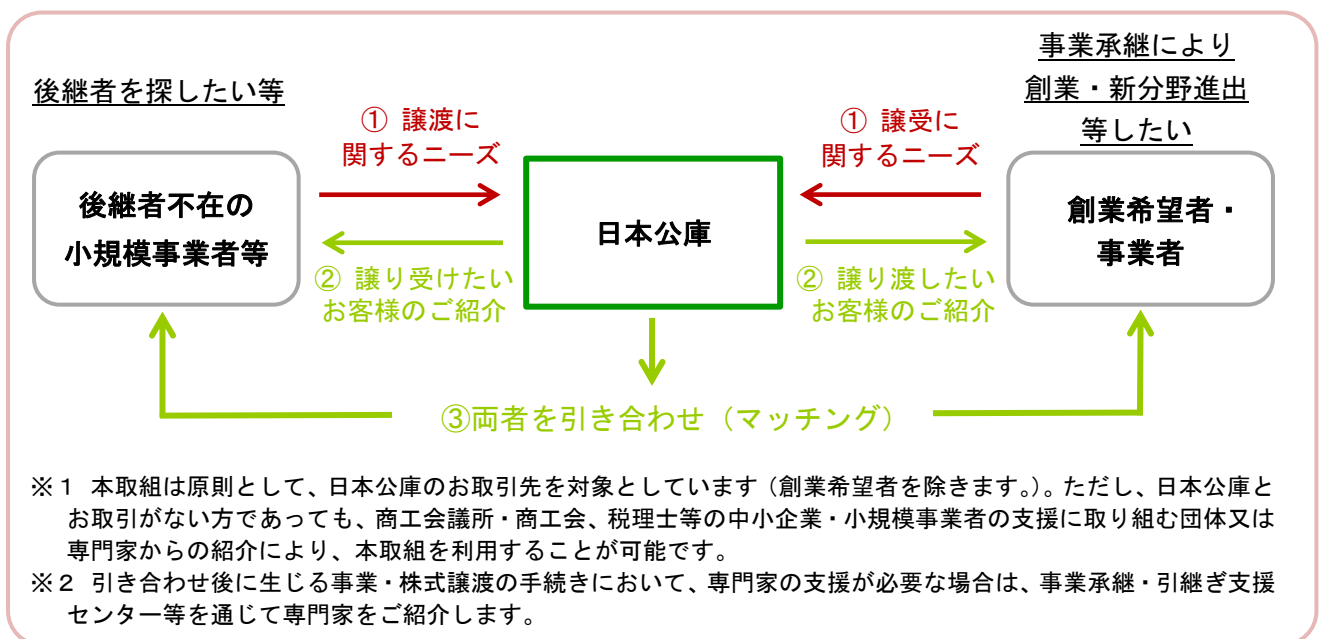 後継者を探したい等
事業承継により
創業・新分野進出
等したい
① 譲渡に
関するニーズ
① 譲受に
関するニーズ
後継者不在の
小規模事業者等
日本公庫
創業希望者・
事業者
② 譲り受けたい
お客様のご紹介
② 譲り渡したい
お客様のご紹介
③両者を引き合わせ（マッチング）
※１ 本取組は原則として、日本公庫のお取引先を対象としています（創業希望者を除きます。）。ただし、日本公庫と
お取引がない方であっても、商工会議所・商工会、税理士等の中小企業・小規模事業者の支援に取り組む団体又は
専門家からの紹介により、本取組を利用することが可能です。
※２ 引き合わせ後に生じる事業・株式譲渡の手続きにおいて、専門家の支援が必要な場合は、事業承継・引継ぎ支援
センター等を通じて専門家をご紹介します。